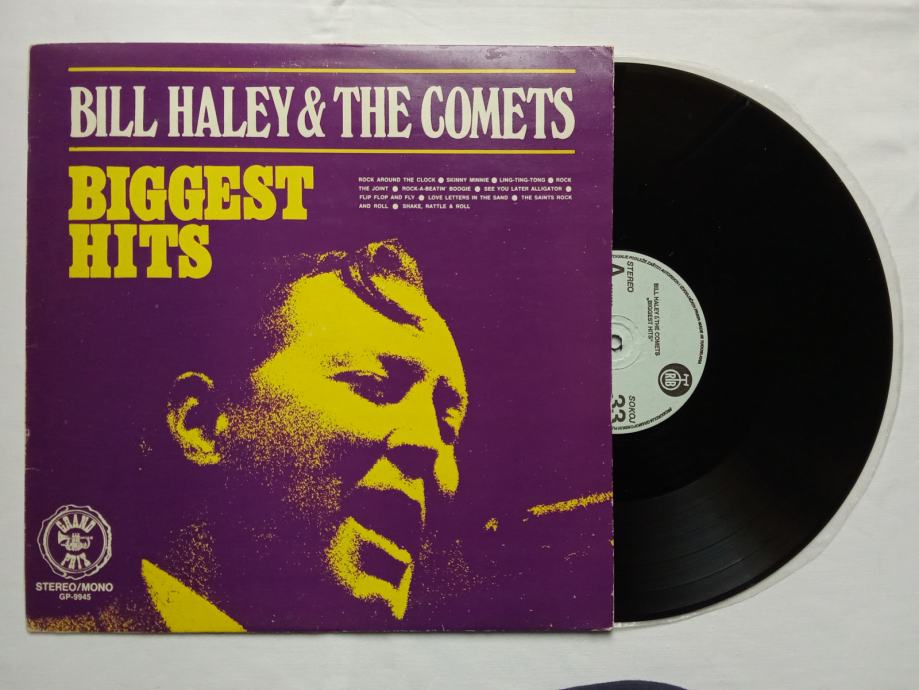 BILL HALEY & THE COMETS
BIGGEST
HITS
ROCK AROUND THE CLOCK ● SKINNY MINNIE ● LING-TING-TONG ● ROCK
THE JOINT ● ROCK-A-BEATIN' BOOGIE ● SEE YOU LATER ALLIGATOR ●
FLIP FLOP AND FLY ● LOVE LETTERS IN THE SAND ● THE SAINTS ROCK
AND ROLL ● SHAKE, RATTLE & ROLL
GRAND
PRIX
STEREO/MONO
GP-9945
STEREO
BILL HALEY & THE COMETS
„BIGGEST HITS"
RTB
SOKOJ
33